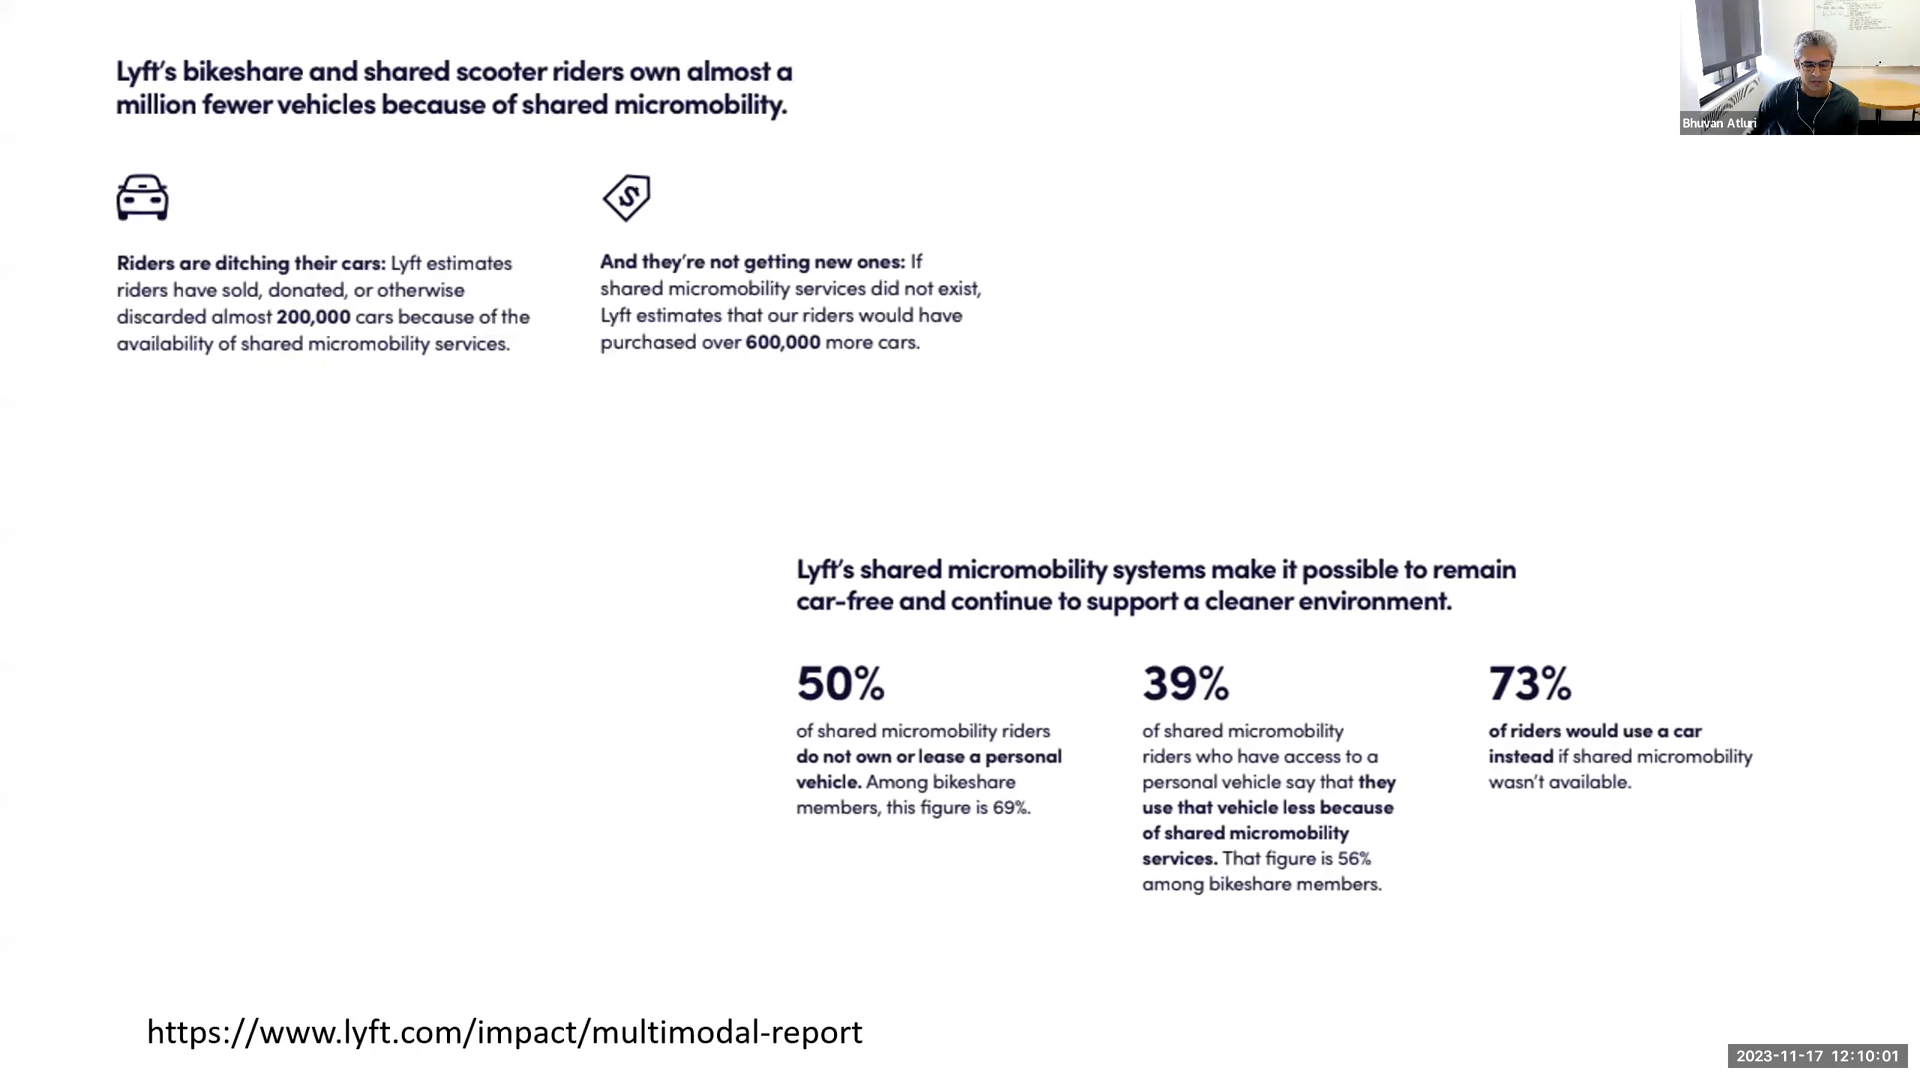 Lyft's bikeshare and shared scooter riders own almost a
million fewer vehicles because of shared micromobility.
Riders are ditching their cars: Lyft estimates
riders have sold, donated, or otherwise
discarded almost 200,000 cars because of the
availability of shared micromobility services.
And they're not getting new ones: If
shared micromobility services did not exist,
Lyft estimates that our riders would have
purchased over 600,000 more cars.
Lyft's shared micromobility systems make it possible to remain
car-free and continue to support a cleaner environment.
50%
of shared micromobility riders
do not own or lease a personal
vehicle. Among bikeshare
members, this figure is 69%.
39%
of shared micromobility
riders who have access to a
personal vehicle say that they
use that vehicle less because
of shared micromobility
services. That figure is 56%
among bikeshare members.
73%
of riders would use a car
instead if shared micromobility
wasn't available.
https://www.lyft.com/impact/multimodal-report
Bhuvan Atluri
2023-11-17 12:10:01